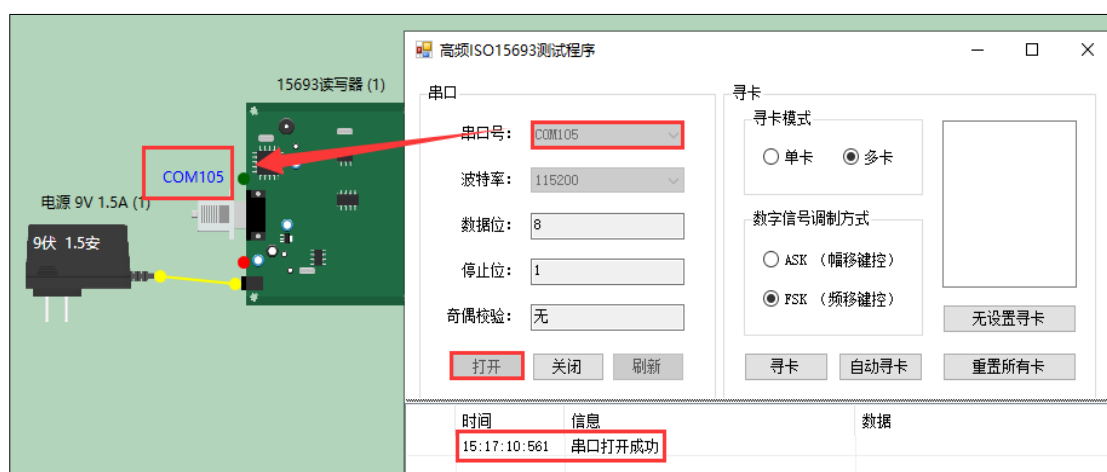 15693读写器 (1)
COM105
电源 9V 1.5A (1)
9伏 1.5安
高频ISO15693测试程序
串口
串口号： COM105
波特率： 115200
数据位： 8
停止位： 1
奇偶校验： 无
打开 关闭 刷新
寻卡
寻卡模式
单卡 多卡
数字信号调制方式
ASK （幅移键控）
FSK （频移键控）
无设置寻卡
寻卡 自动寻卡 重置所有卡
时间 信息 数据
15:17:10:561 串口打开成功